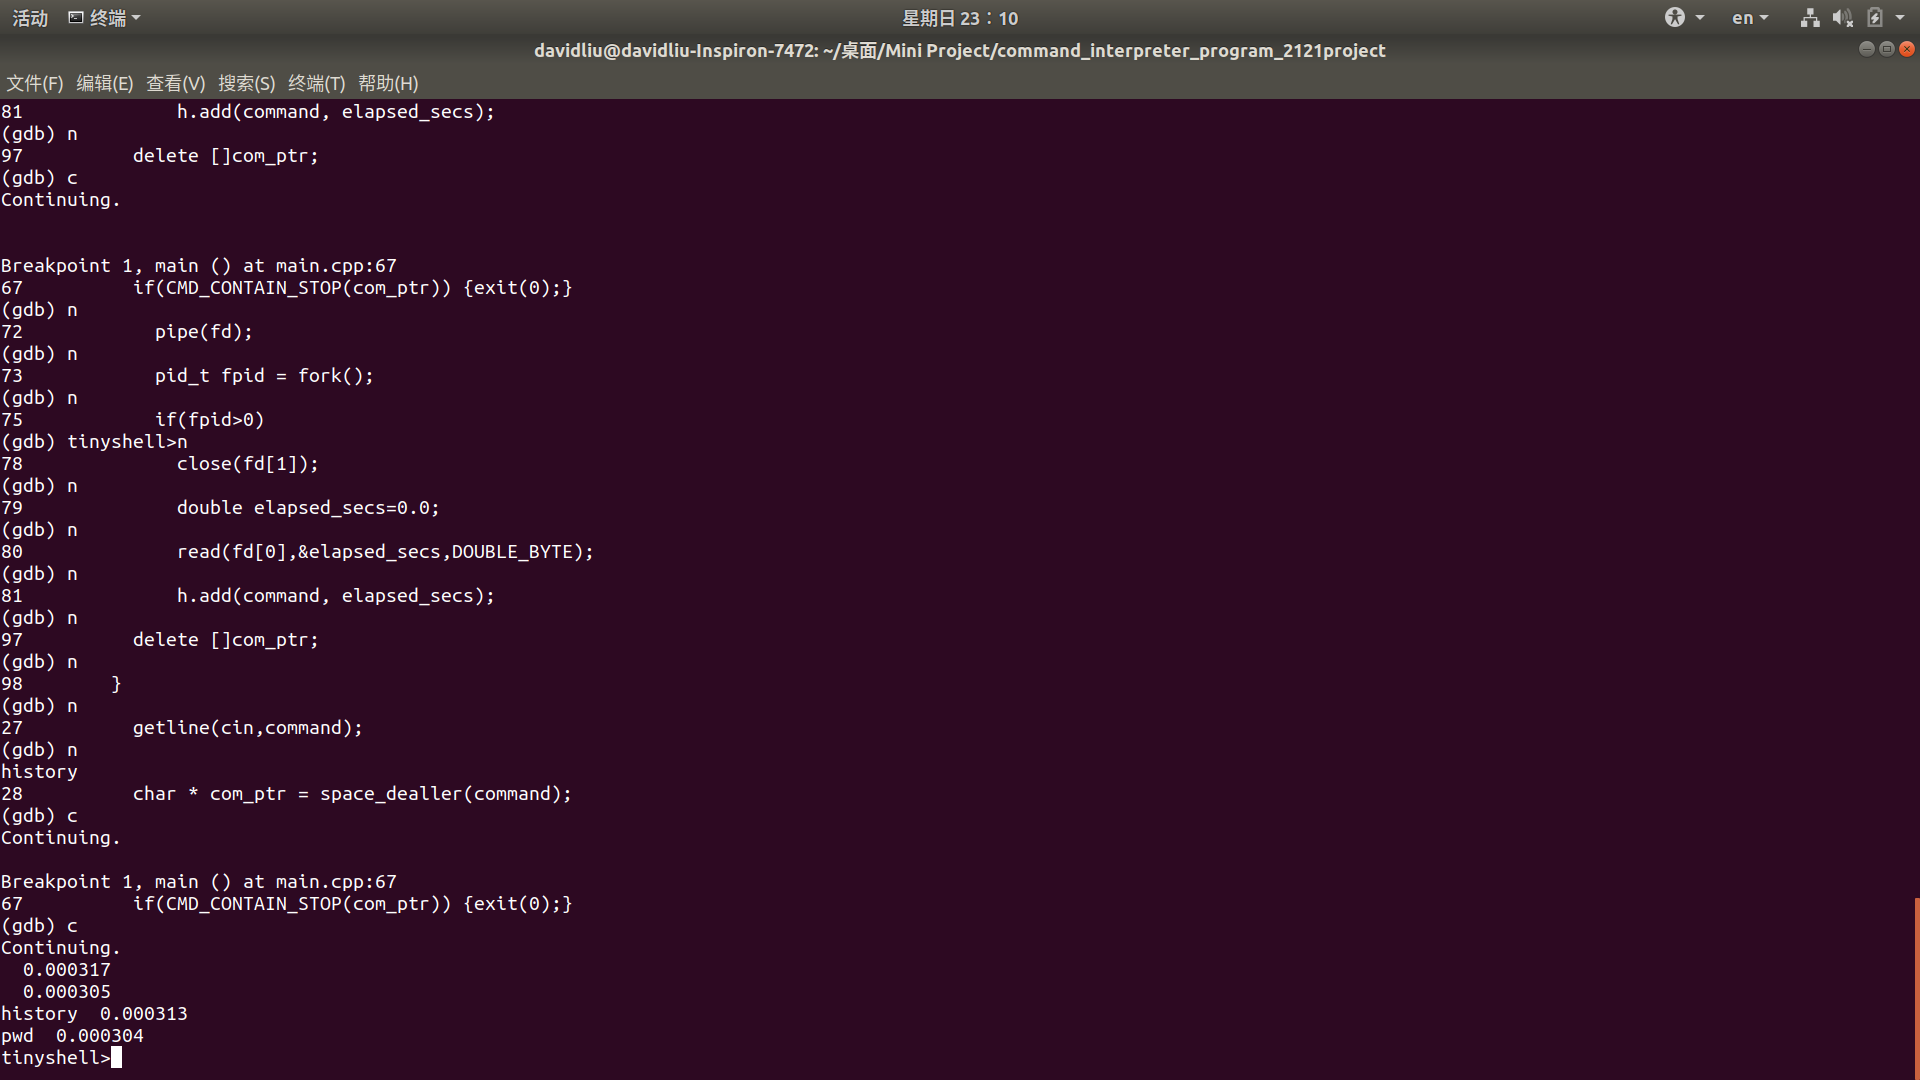 活动 终端 星期日 23：10 en
davidliu@davidliu-Inspiron-7472: ~/桌面/Mini Project/command_interpreter_program_2121project
文件(F) 编辑(E) 查看(V) 搜索(S) 终端(T) 帮助(H)
81              h.add(command, elapsed_secs);
(gdb) n
97          delete []com_ptr;
(gdb) c
Continuing.
Breakpoint 1, main () at main.cpp:67
67          if(CMD_CONTAIN_STOP(com_ptr)) {exit(0);}
(gdb) n
72            pipe(fd);
(gdb) n
73            pid_t fpid = fork();
(gdb) n
75            if(fpid>0)
(gdb) tinyshell>n
78              close(fd[1]);
(gdb) n
79              double elapsed_secs=0.0;
(gdb) n
80              read(fd[0],&elapsed_secs,DOUBLE_BYTE);
(gdb) n
81              h.add(command, elapsed_secs);
(gdb) n
97          delete []com_ptr;
(gdb) n
98        }
(gdb) n
27          getline(cin,command);
(gdb) n
history
28          char * com_ptr = space_dealler(command);
(gdb) c
Continuing.
Breakpoint 1, main () at main.cpp:67
67          if(CMD_CONTAIN_STOP(com_ptr)) {exit(0);}
(gdb) c
Continuing.
  0.000317
  0.000305
history  0.000313
pwd  0.000304
tinyshell>